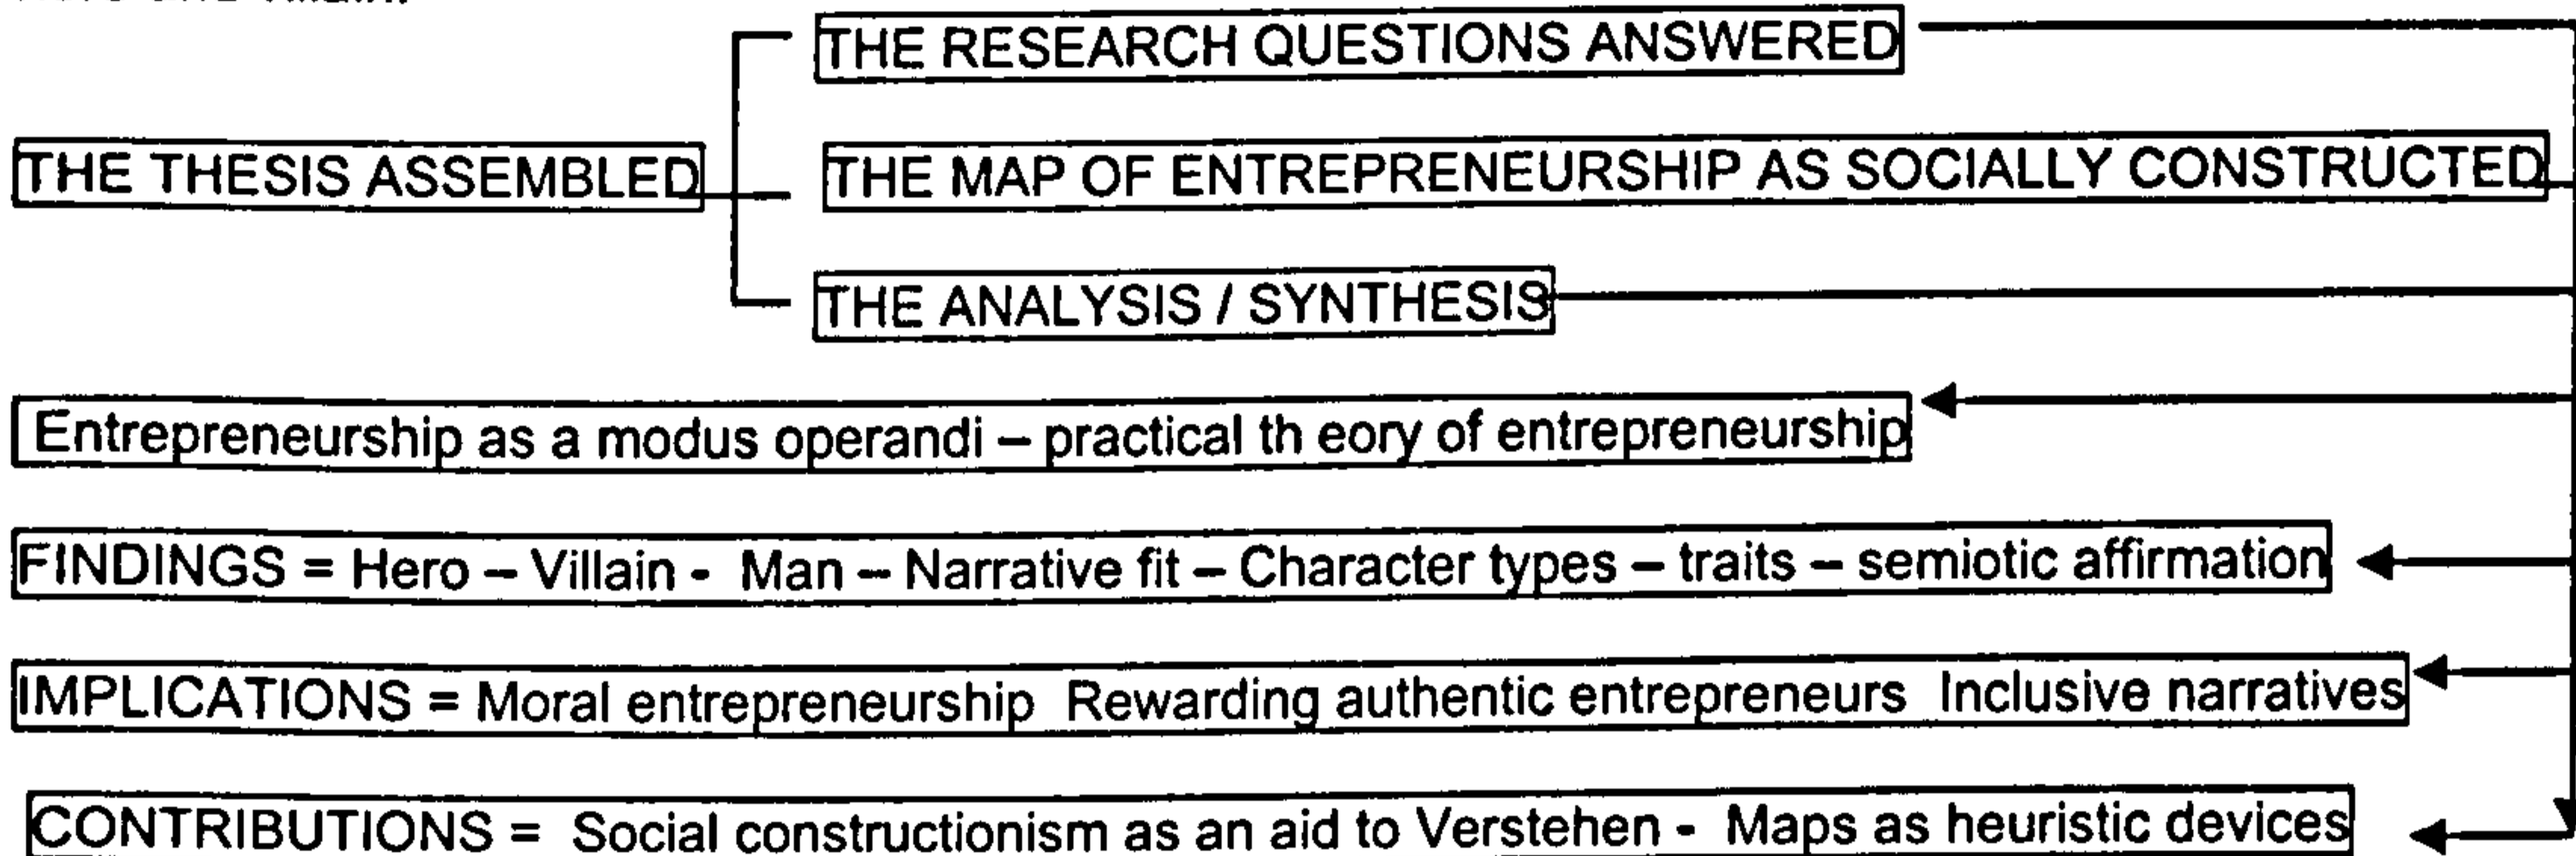 THE RESEARCH QUESTIONS ANSWERED
THE THESIS ASSEMBLED
THE MAP OF ENTREPRENEURSHIP AS SOCIALLY CONSTRUCTED
THE ANALYSIS / SYNTHESIS
Entrepreneurship as a modus operandi – practical th eory of entrepreneurship
FINDINGS = Hero – Villain - Man – Narrative fit – Character types – traits – semiotic affirmation
IMPLICATIONS = Moral entrepreneurship Rewarding authentic entrepreneurs Inclusive narratives
CONTRIBUTIONS = Social constructionism as an aid to Verstehen - Maps as heuristic devices